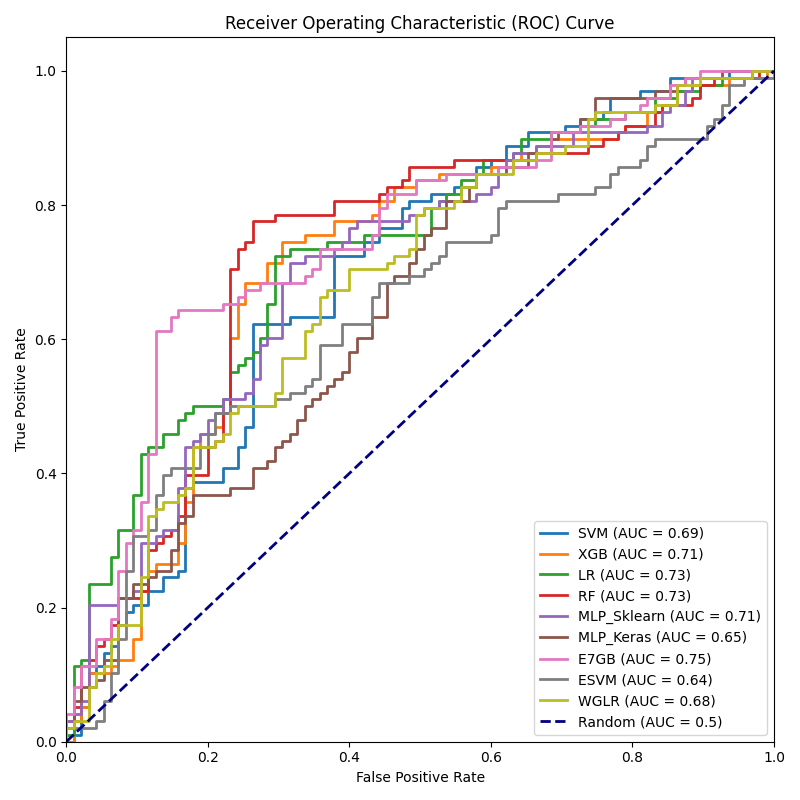 Receiver Operating Characteristic (ROC) Curve
1.0
0.8
0.6
0.4
0.2
0.0
True Positive Rate
SVM (AUC = 0.69)
XGB (AUC = 0.71)
LR (AUC = 0.73)
RF (AUC = 0.73)
MLP_Sklearn (AUC = 0.71)
MLP_Keras (AUC = 0.65)
E7GB (AUC = 0.75)
ESVM (AUC = 0.64)
WGLR (AUC = 0.68)
Random (AUC = 0.5)
0.0 0.2 0.4 0.6 0.8 1.0
False Positive Rate